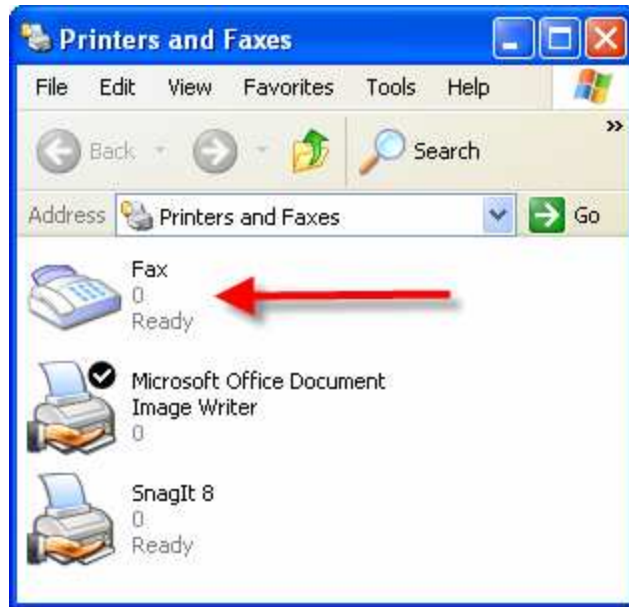 Printers and Faxes
File Edit View Favorites Tools Help
Back Search »
Address Printers and Faxes Go
Fax
0
Ready
Microsoft Office Document
Image Writer
0
SnagIt 8
0
Ready